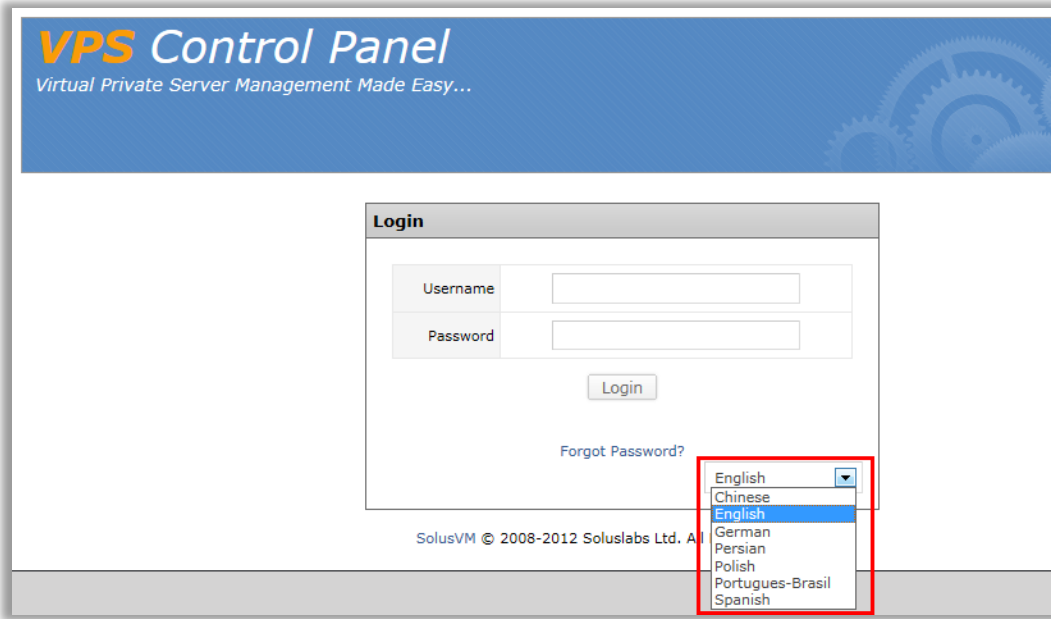 VPS Control Panel
Virtual Private Server Management Made Easy...
Login
Username
Password
Login
Forgot Password?
English
Chinese
English
German
Persian
Polish
Portugues-Brasil
Spanish
SolusVM © 2008-2012 Soluslabs Ltd.